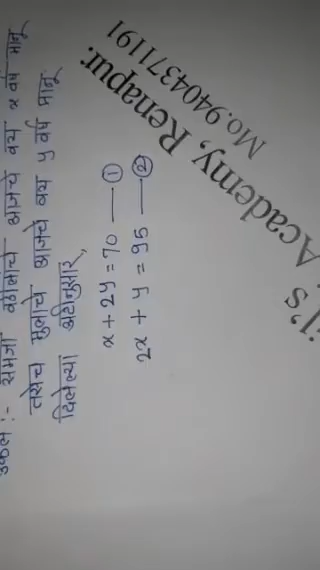 उकल :- समजा वडीलांचे आजचे वय x वर्षे मानू
तसेच मुलाचे आजचे वय y वर्षे मानू
दिलेल्या अटीनुसार,
x + 2y = 70 —— ①
2x + y = 95 —— ②
l's Academy, Renapur.
Mo.9404371191